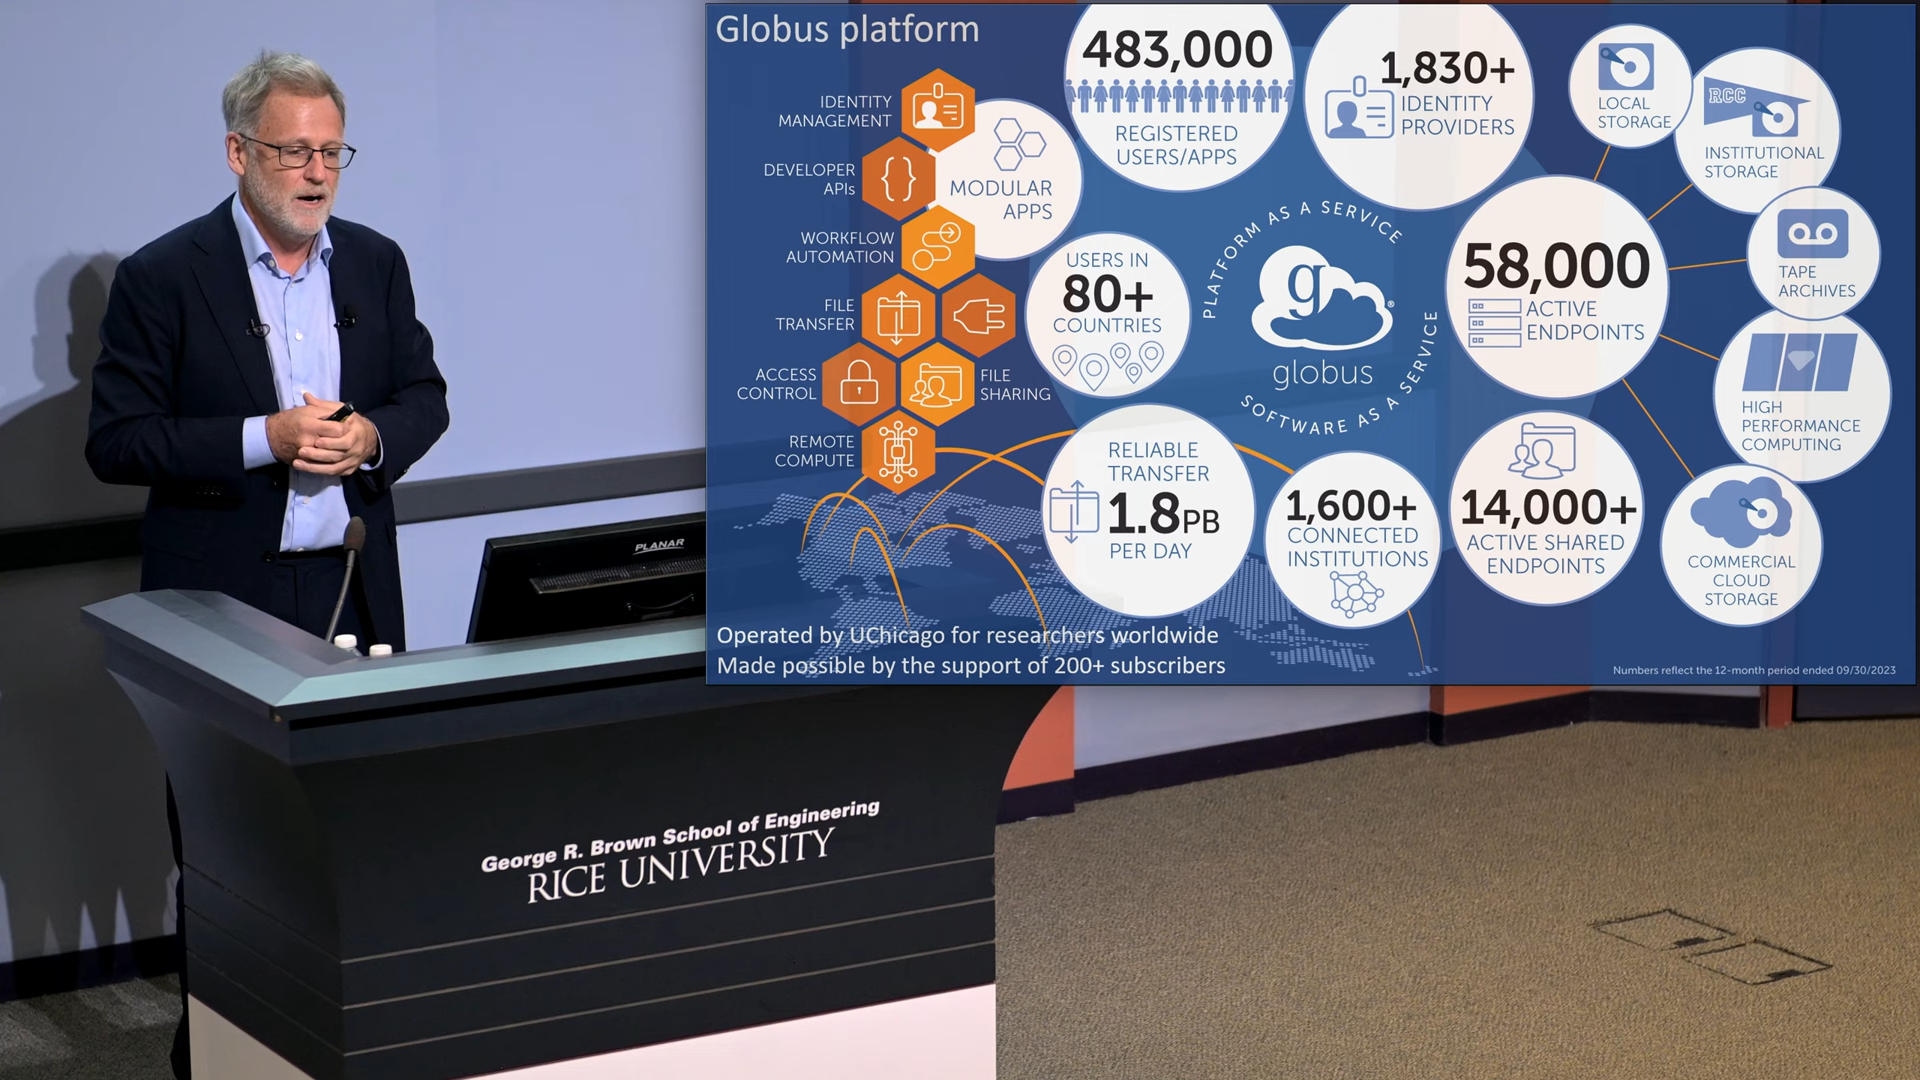 Globus platform
IDENTITY
MANAGEMENT
DEVELOPER
APIs
WORKFLOW
AUTOMATION
FILE
TRANSFER
ACCESS
CONTROL
FILE
SHARING
REMOTE
COMPUTE
MODULAR
APPS
483,000
REGISTERED
USERS/APPS
1,830+
IDENTITY
PROVIDERS
USERS IN
80+
COUNTRIES
PLATFORM AS A SERVICE
g
®
globus
SOFTWARE AS A SERVICE
58,000
ACTIVE
ENDPOINTS
LOCAL
STORAGE
RCC
INSTITUTIONAL
STORAGE
TAPE
ARCHIVES
HIGH
PERFORMANCE
COMPUTING
COMMERCIAL
CLOUD
STORAGE
RELIABLE
TRANSFER
1.8PB
PER DAY
1,600+
CONNECTED
INSTITUTIONS
14,000+
ACTIVE SHARED
ENDPOINTS
Operated by UChicago for researchers worldwide
Made possible by the support of 200+ subscribers
Numbers reflect the 12-month period ended 09/30/2023
PLANAR
George R. Brown School of Engineering
RICE UNIVERSITY